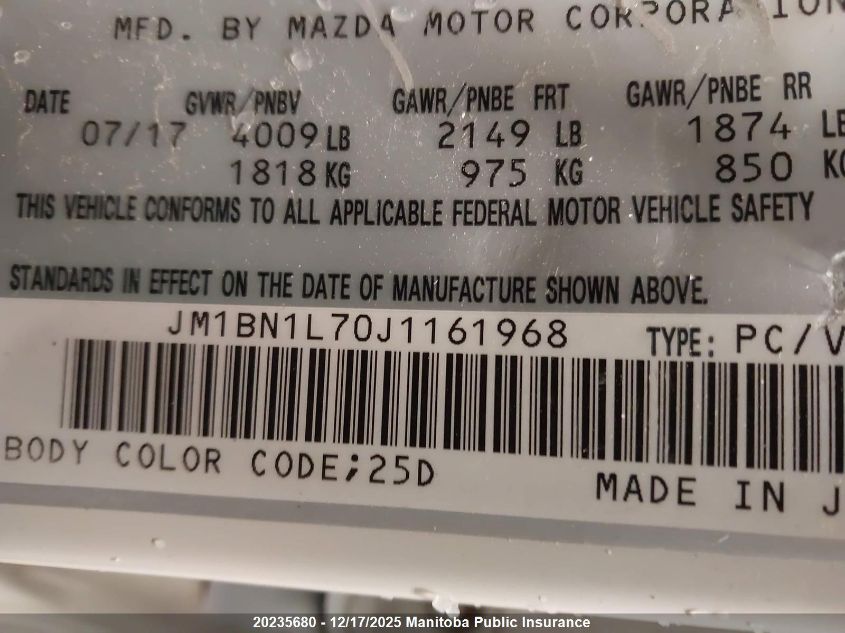 MFD. BY MAZDA MOTOR CORPORATION
DATE GVWR/PNBV GAWR/PNBE FRT GAWR/PNBE RR
07/17 4009 LB 2149 LB 1874 LB
1818 KG 975 KG 850 KG
THIS VEHICLE CONFORMS TO ALL APPLICABLE FEDERAL MOTOR VEHICLE SAFETY
STANDARDS IN EFFECT ON THE DATE OF MANUFACTURE SHOWN ABOVE.
JM1BN1L70J1161968 TYPE: PC/V
BODY COLOR CODE;25D MADE IN J
20235680 - 12/17/2025 Manitoba Public Insurance